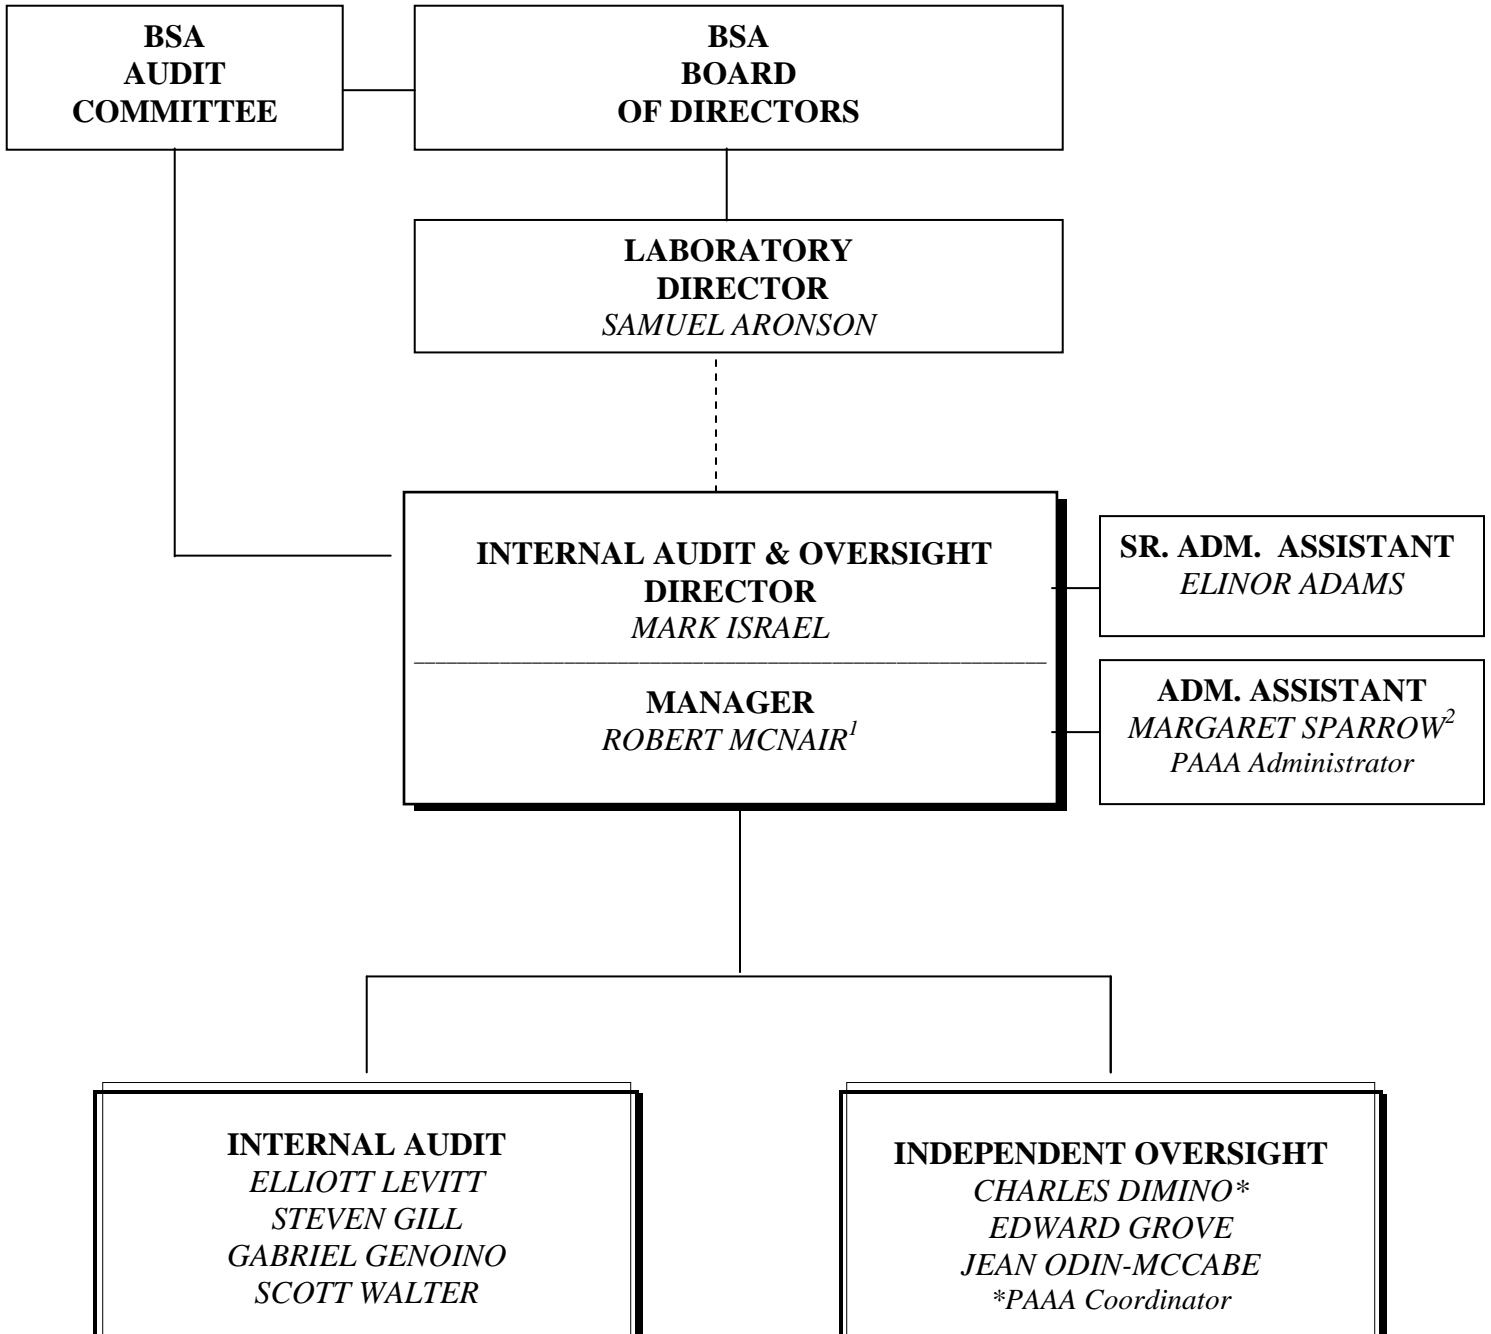 BSA
AUDIT
COMMITTEE
BSA
BOARD
OF DIRECTORS
LABORATORY
DIRECTOR
SAMUEL ARONSON
INTERNAL AUDIT & OVERSIGHT
DIRECTOR
MARK ISRAEL
MANAGER
ROBERT MCNAIR¹
SR. ADM. ASSISTANT
ELINOR ADAMS
ADM. ASSISTANT
MARGARET SPARROW²
PAAA Administrator
INTERNAL AUDIT
ELLIOTT LEVITT
STEVEN GILL
GABRIEL GENOINO
SCOTT WALTER
INDEPENDENT OVERSIGHT
CHARLES DIMINO*
EDWARD GROVE
JEAN ODIN-MCCABE
*PAAA Coordinator